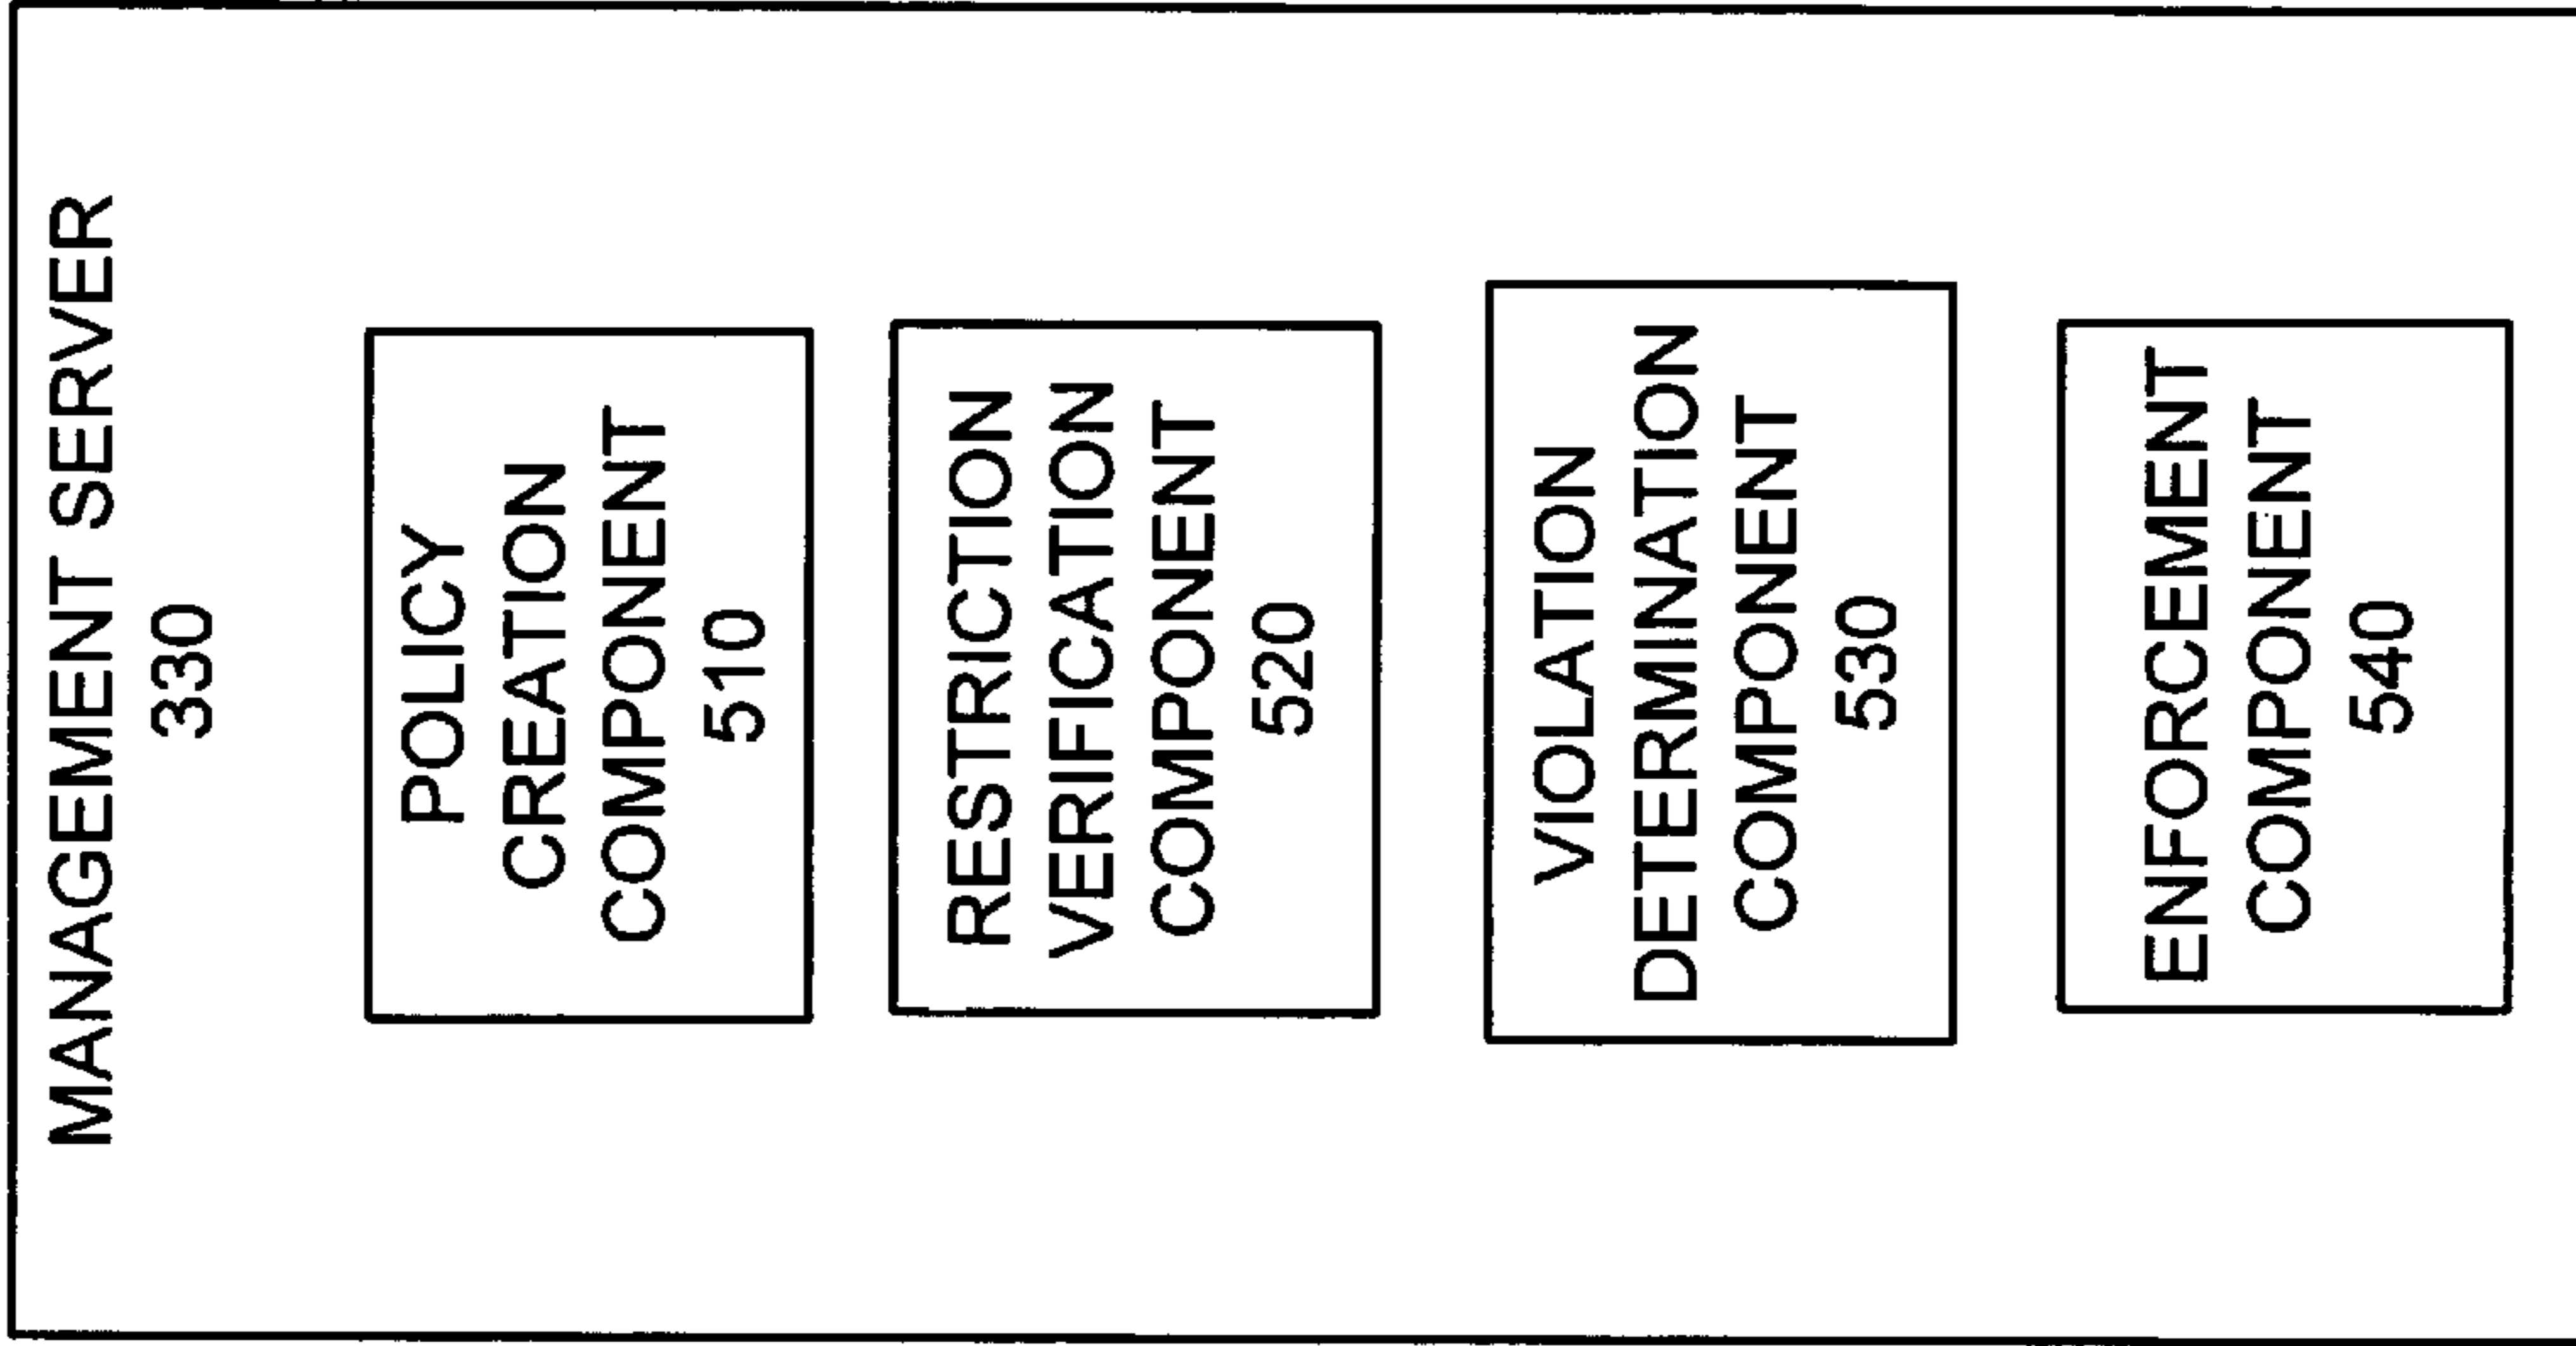 MANAGEMENT SERVER
330
POLICY
CREATION
COMPONENT
510
RESTRICTION
VERIFICATION
COMPONENT
520
VIOLATION
DETERMINATION
COMPONENT
530
ENFORCEMENT
COMPONENT
540